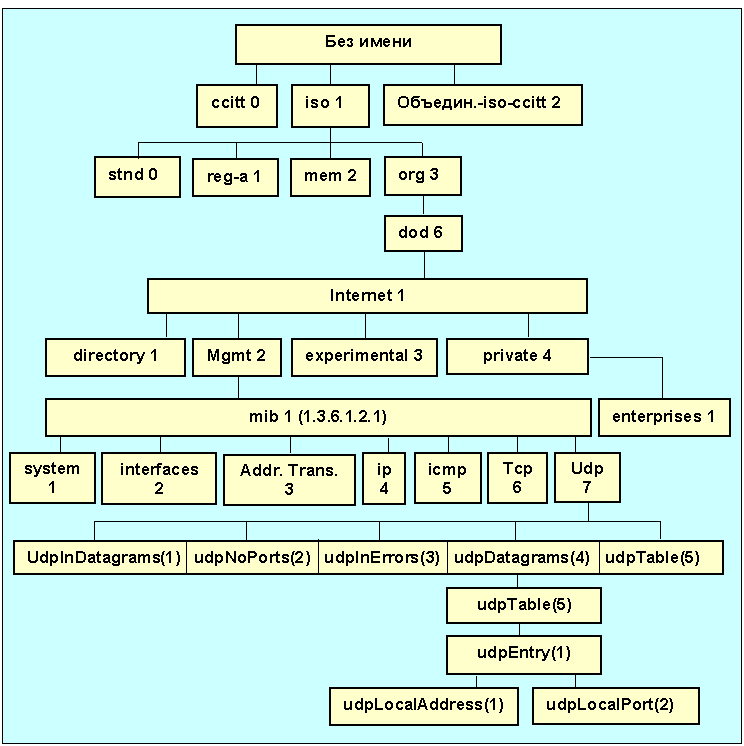 Без имени
ccitt 0
iso 1
Объедин.-iso-ccitt 2
stnd 0
reg-a 1
mem 2
org 3
dod 6
Internet 1
directory 1
Mgmt 2
experimental 3
private 4
mib 1 (1.3.6.1.2.1)
enterprises 1
system
1
interfaces
2
Addr. Trans.
3
ip
4
icmp
5
Tcp
6
Udp
7
UdpInDatagrams(1)
udpNoPorts(2)
udpInErrors(3)
udpDatagrams(4)
udpTable(5)
udpTable(5)
udpEntry(1)
udpLocalAddress(1)
udpLocalPort(2)